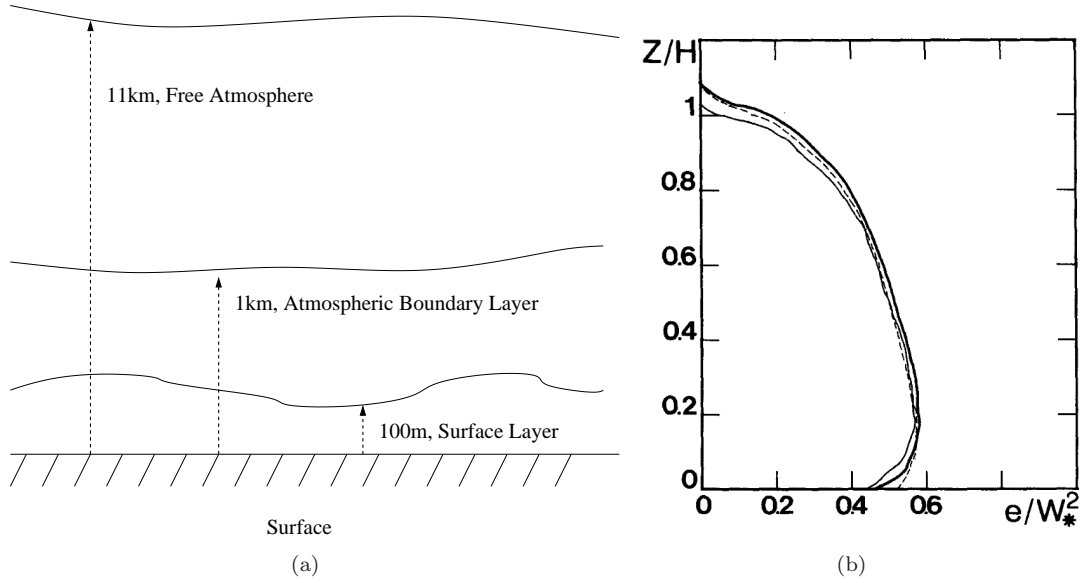 11km, Free Atmosphere
1km, Atmospheric Boundary Layer
100m, Surface Layer
Surface
(a)
Z/H
1
0.8
0.6
0.4
0.2
0
0 0.2 0.4 0.6 e/W*²
(b)